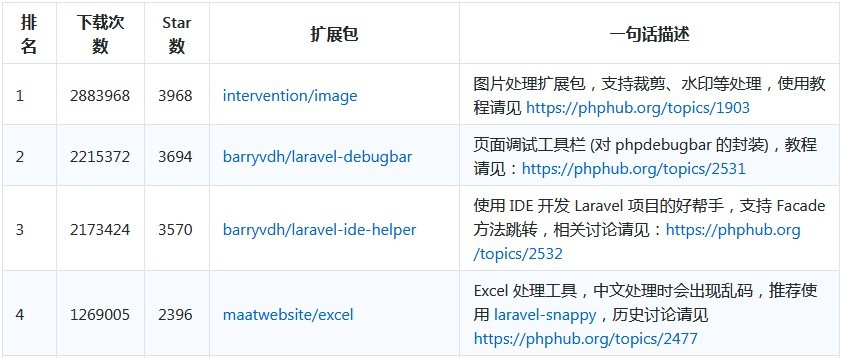 排名 下载次数 Star数 扩展包 一句话描述
1 2883968 3968 intervention/image 图片处理扩展包，支持裁剪、水印等处理，使用教
程请见 https://phphub.org/topics/1903
2 2215372 3694 barryvdh/laravel-debugbar 页面调试工具栏 (对 phpdebugbar 的封装)，教程
请见：https://phphub.org/topics/2531
3 2173424 3570 barryvdh/laravel-ide-helper 使用 IDE 开发 Laravel 项目的好帮手，支持 Facade
方法跳转，相关讨论请见：https://phphub.org
/topics/2532
4 1269005 2396 maatwebsite/excel Excel 处理工具，中文处理时会出现乱码，推荐使
用 laravel-snappy，历史讨论请见
https://phphub.org/topics/2477